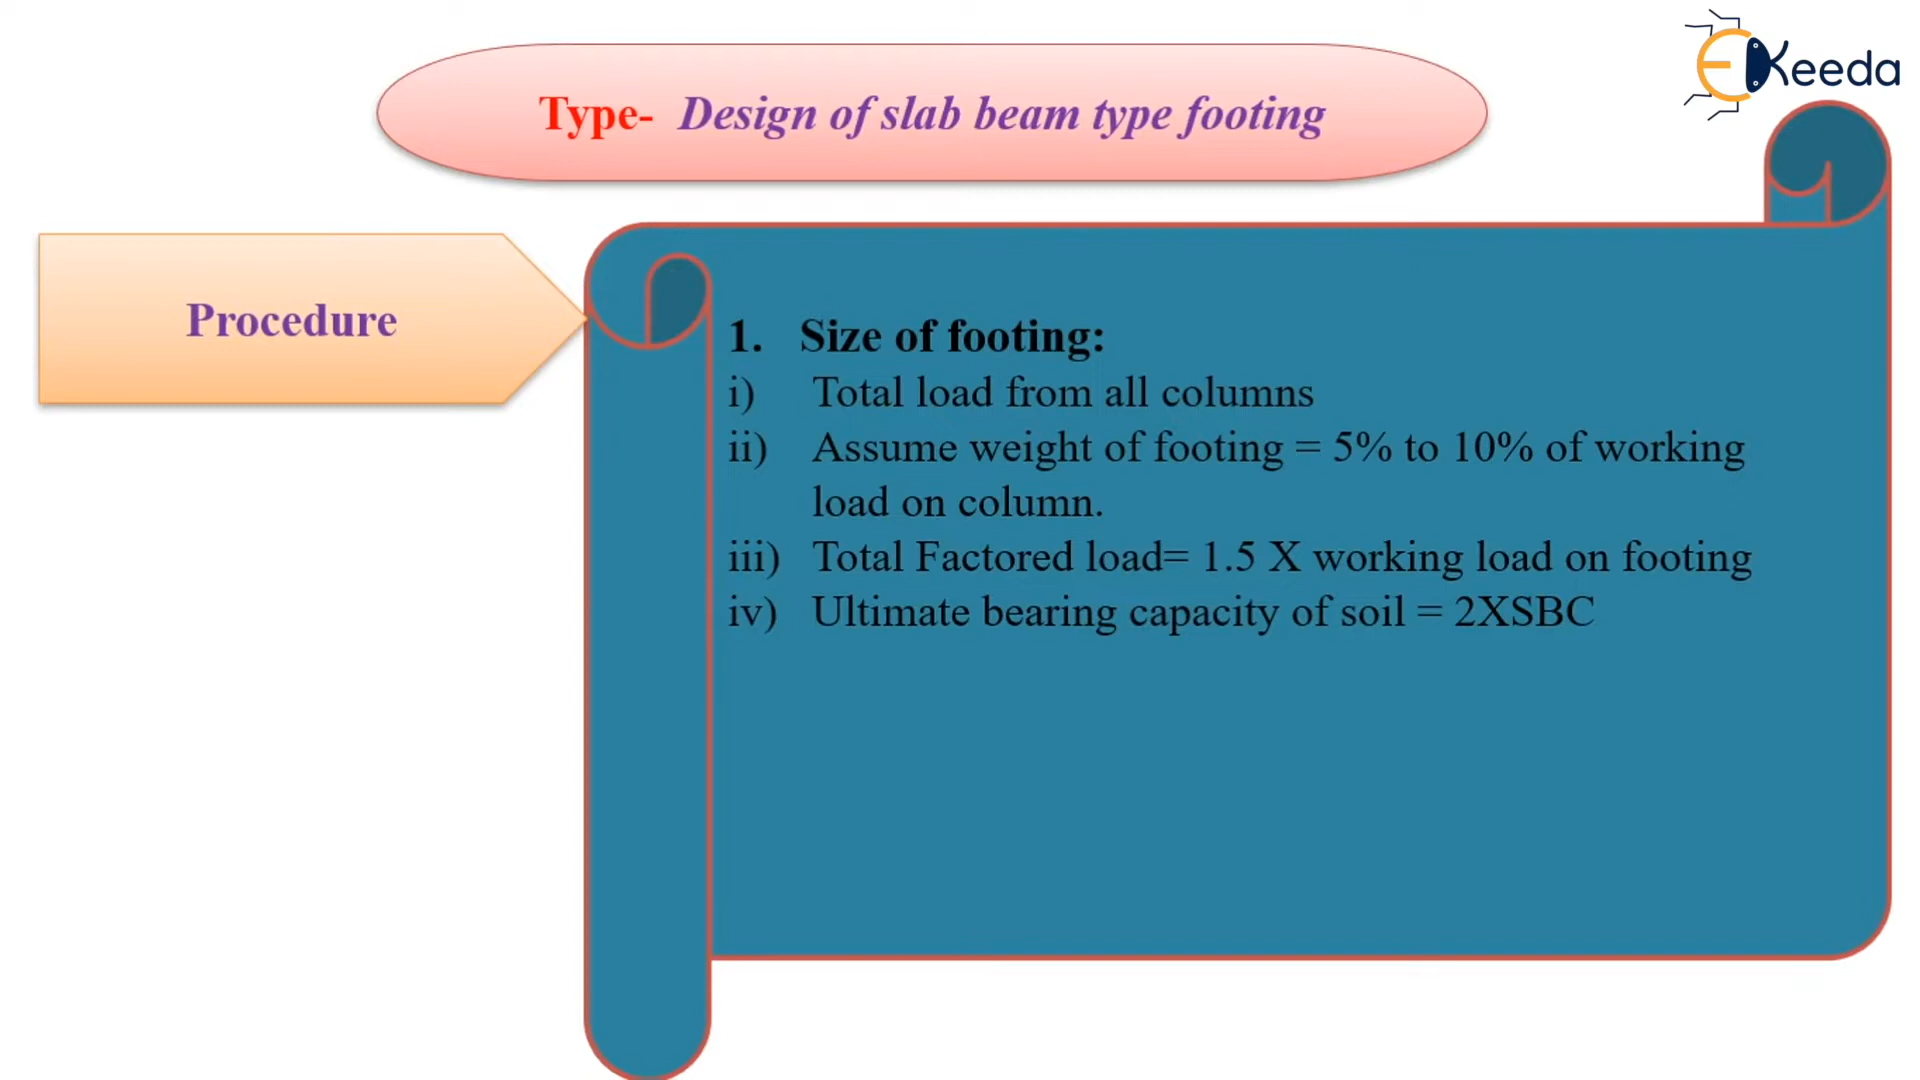 EKeeda
Type- Design of slab beam type footing
Procedure
1. Size of footing:
i) Total load from all columns
ii) Assume weight of footing = 5% to 10% of working
load on column.
iii) Total Factored load= 1.5 X working load on footing
iv) Ultimate bearing capacity of soil = 2XSBC